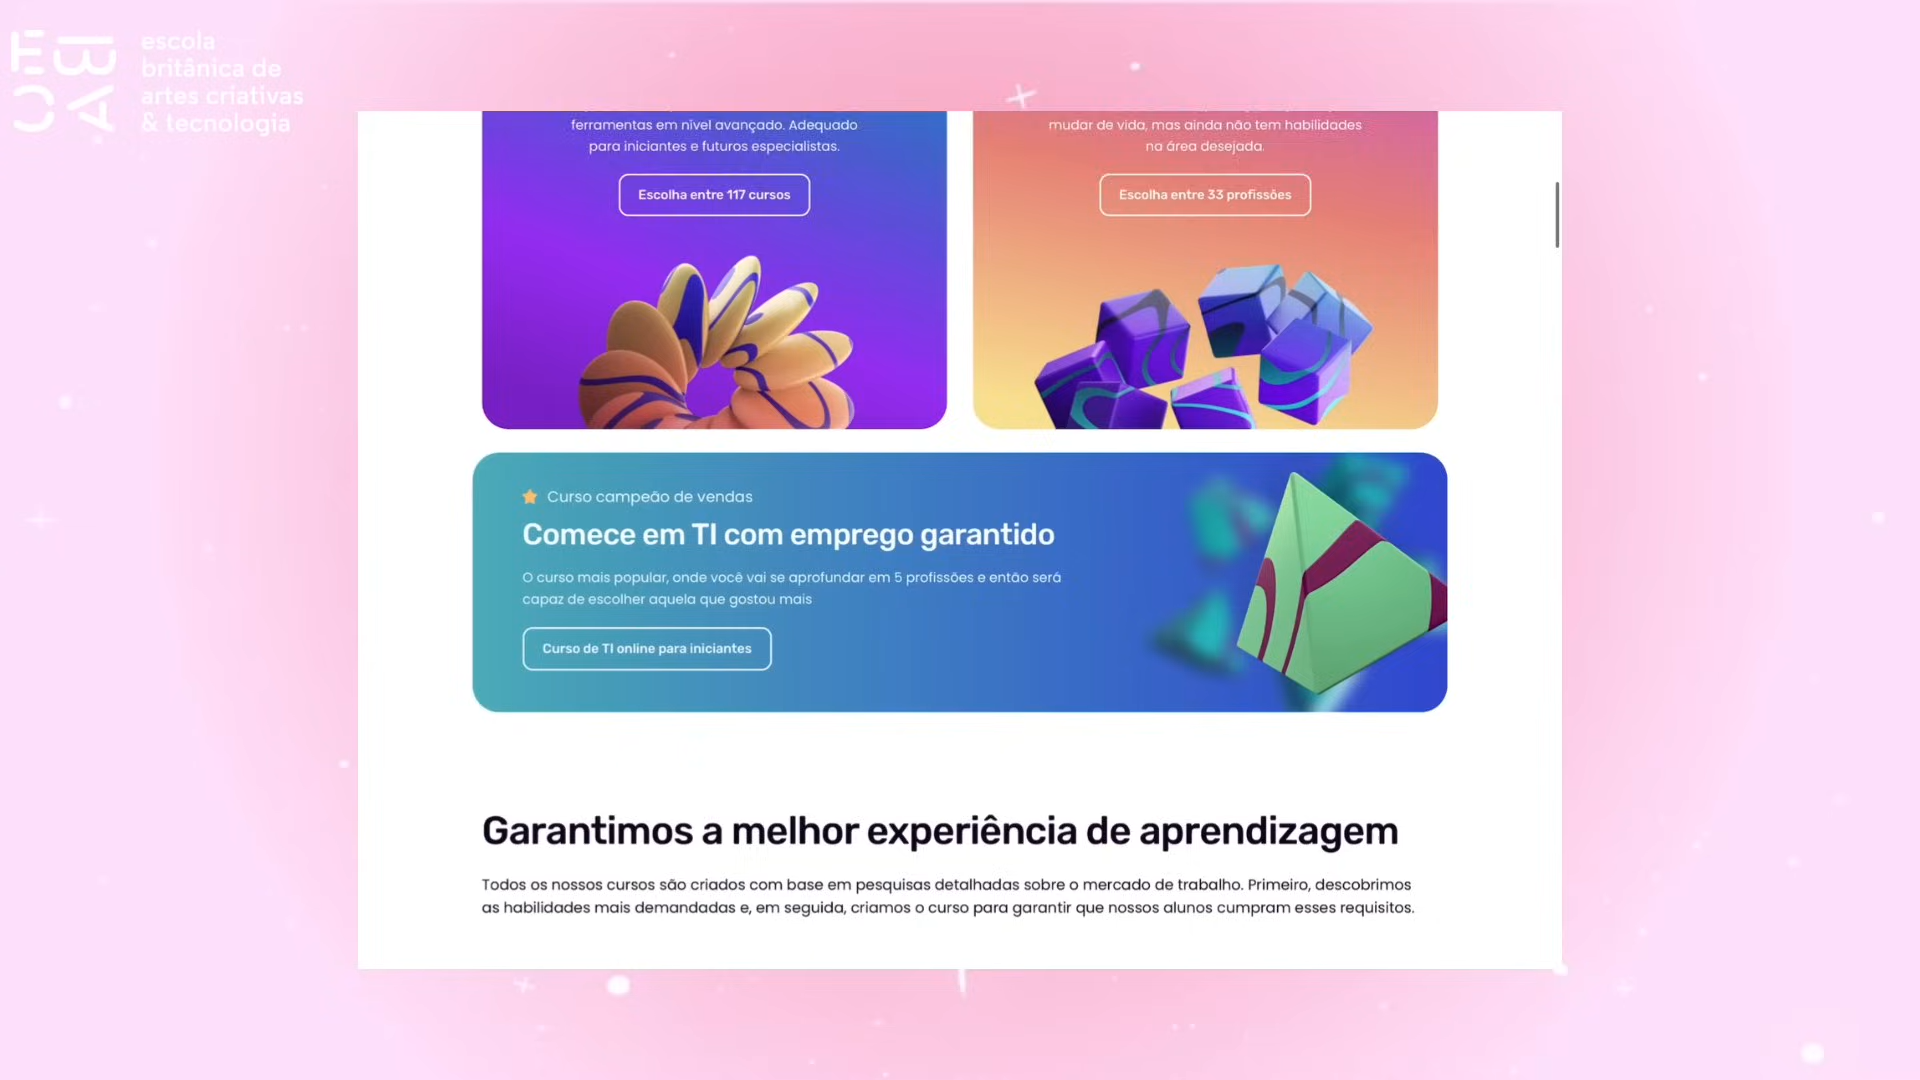 escola
britânica de
artes criativas
& tecnologia
ferramentas em nível avançado. Adequado
para iniciantes e futuros especialistas.
Escolha entre 117 cursos
mudar de vida, mas ainda não tem habilidades
na área desejada.
Escolha entre 33 profissões
Curso campeão de vendas
Comece em TI com emprego garantido
O curso mais popular, onde você vai se aprofundar em 5 profissões e então será
capaz de escolher aquela que gostou mais
Curso de TI online para iniciantes
Garantimos a melhor experiência de aprendizagem
Todos os nossos cursos são criados com base em pesquisas detalhadas sobre o mercado de trabalho. Primeiro, descobrimos
as habilidades mais demandadas e, em seguida, criamos o curso para garantir que nossos alunos cumpram esses requisitos.